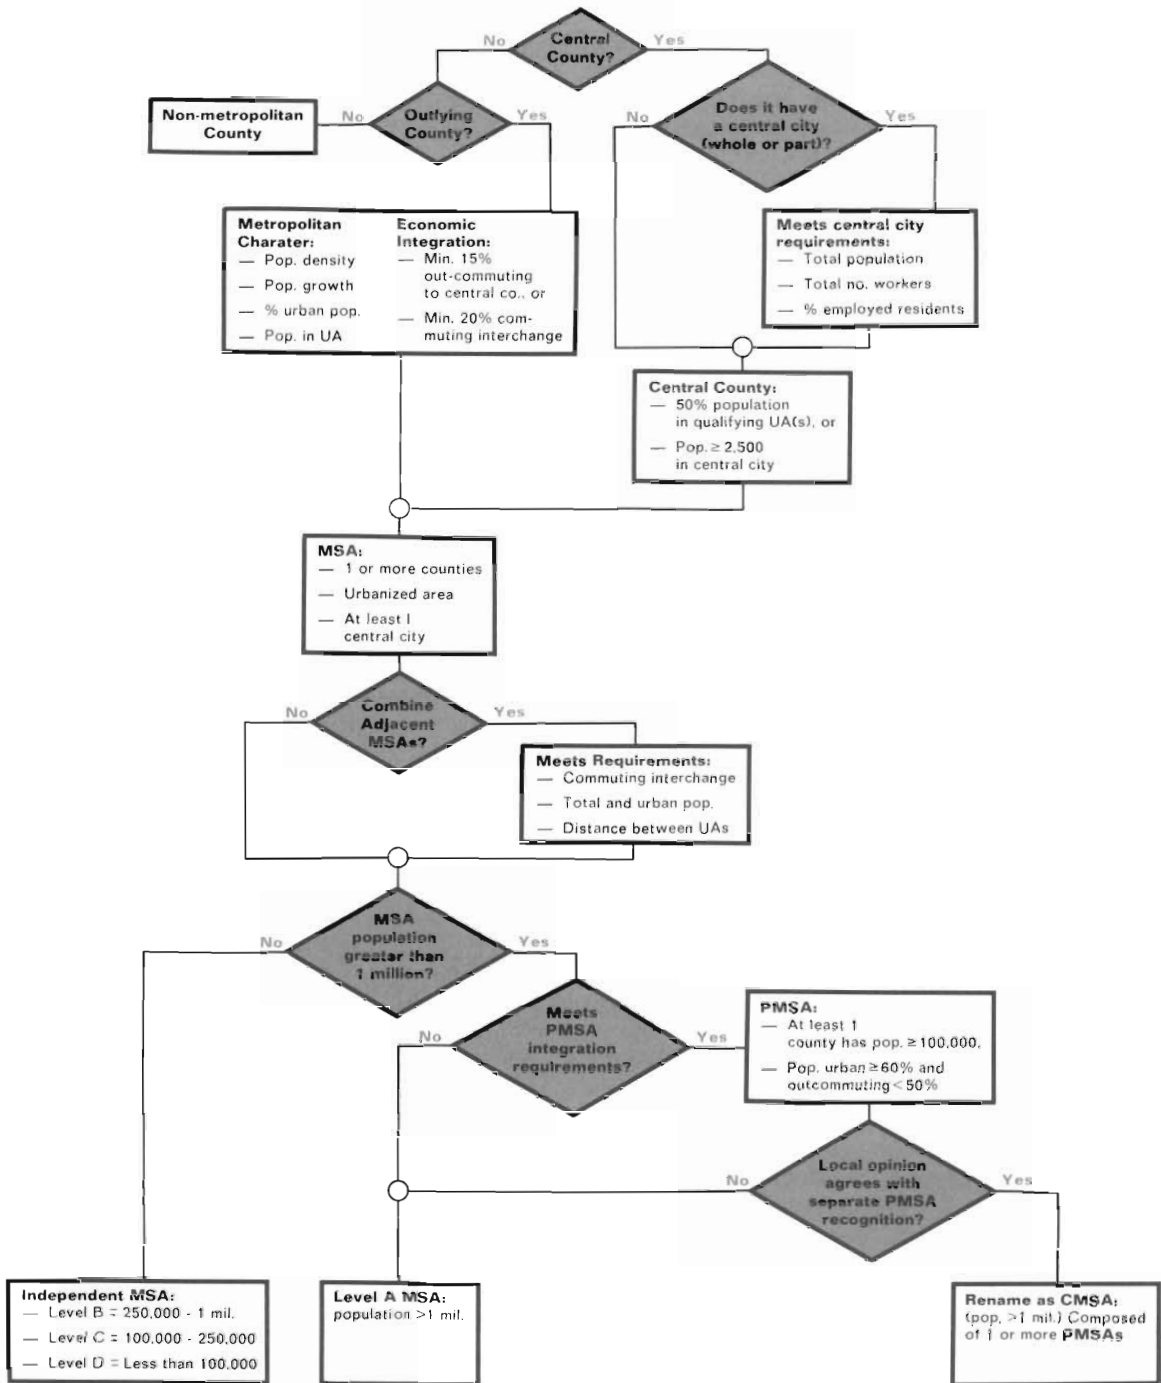 Central
County?
No
Yes
Non-metropolitan
County
No
Outlying
County?
Yes
No
Does it have
a central city
(whole or part)?
Yes
Metropolitan
Charater:
— Pop. density
— Pop. growth
— % urban pop.
— Pop. in UA
Economic
Integration:
— Min. 15%
out-commuting
to central co., or
— Min. 20% com-
muting interchange
Meets central city
requirements:
— Total population
— Total no. workers
— % employed residents
Central County:
— 50% population
in qualifying UA(s), or
— Pop. ≥ 2,500
in central city
MSA:
— 1 or more counties
— Urbanized area
— At least I
central city
No
Combine
Adjacent
MSAs?
Yes
Meets Requirements:
— Commuting interchange
— Total and urban pop.
— Distance between UAs
No
MSA
population
greater than
1 million?
Yes
No
Meets
PMSA
integration
requirements?
Yes
PMSA:
— At least 1
county has pop. ≥ 100,000,
— Pop. urban ≥ 60% and
outcommuting < 50%
No
Local opinion
agrees with
separate PMSA
recognition?
Yes
Independent MSA:
— Level B = 250,000 - 1 mil.
— Level C = 100,000 - 250,000
— Level D = Less than 100,000
Level A MSA:
population >1 mil.
Rename as CMSA:
(pop. >1 mil.) Composed
of 1 or more PMSAs